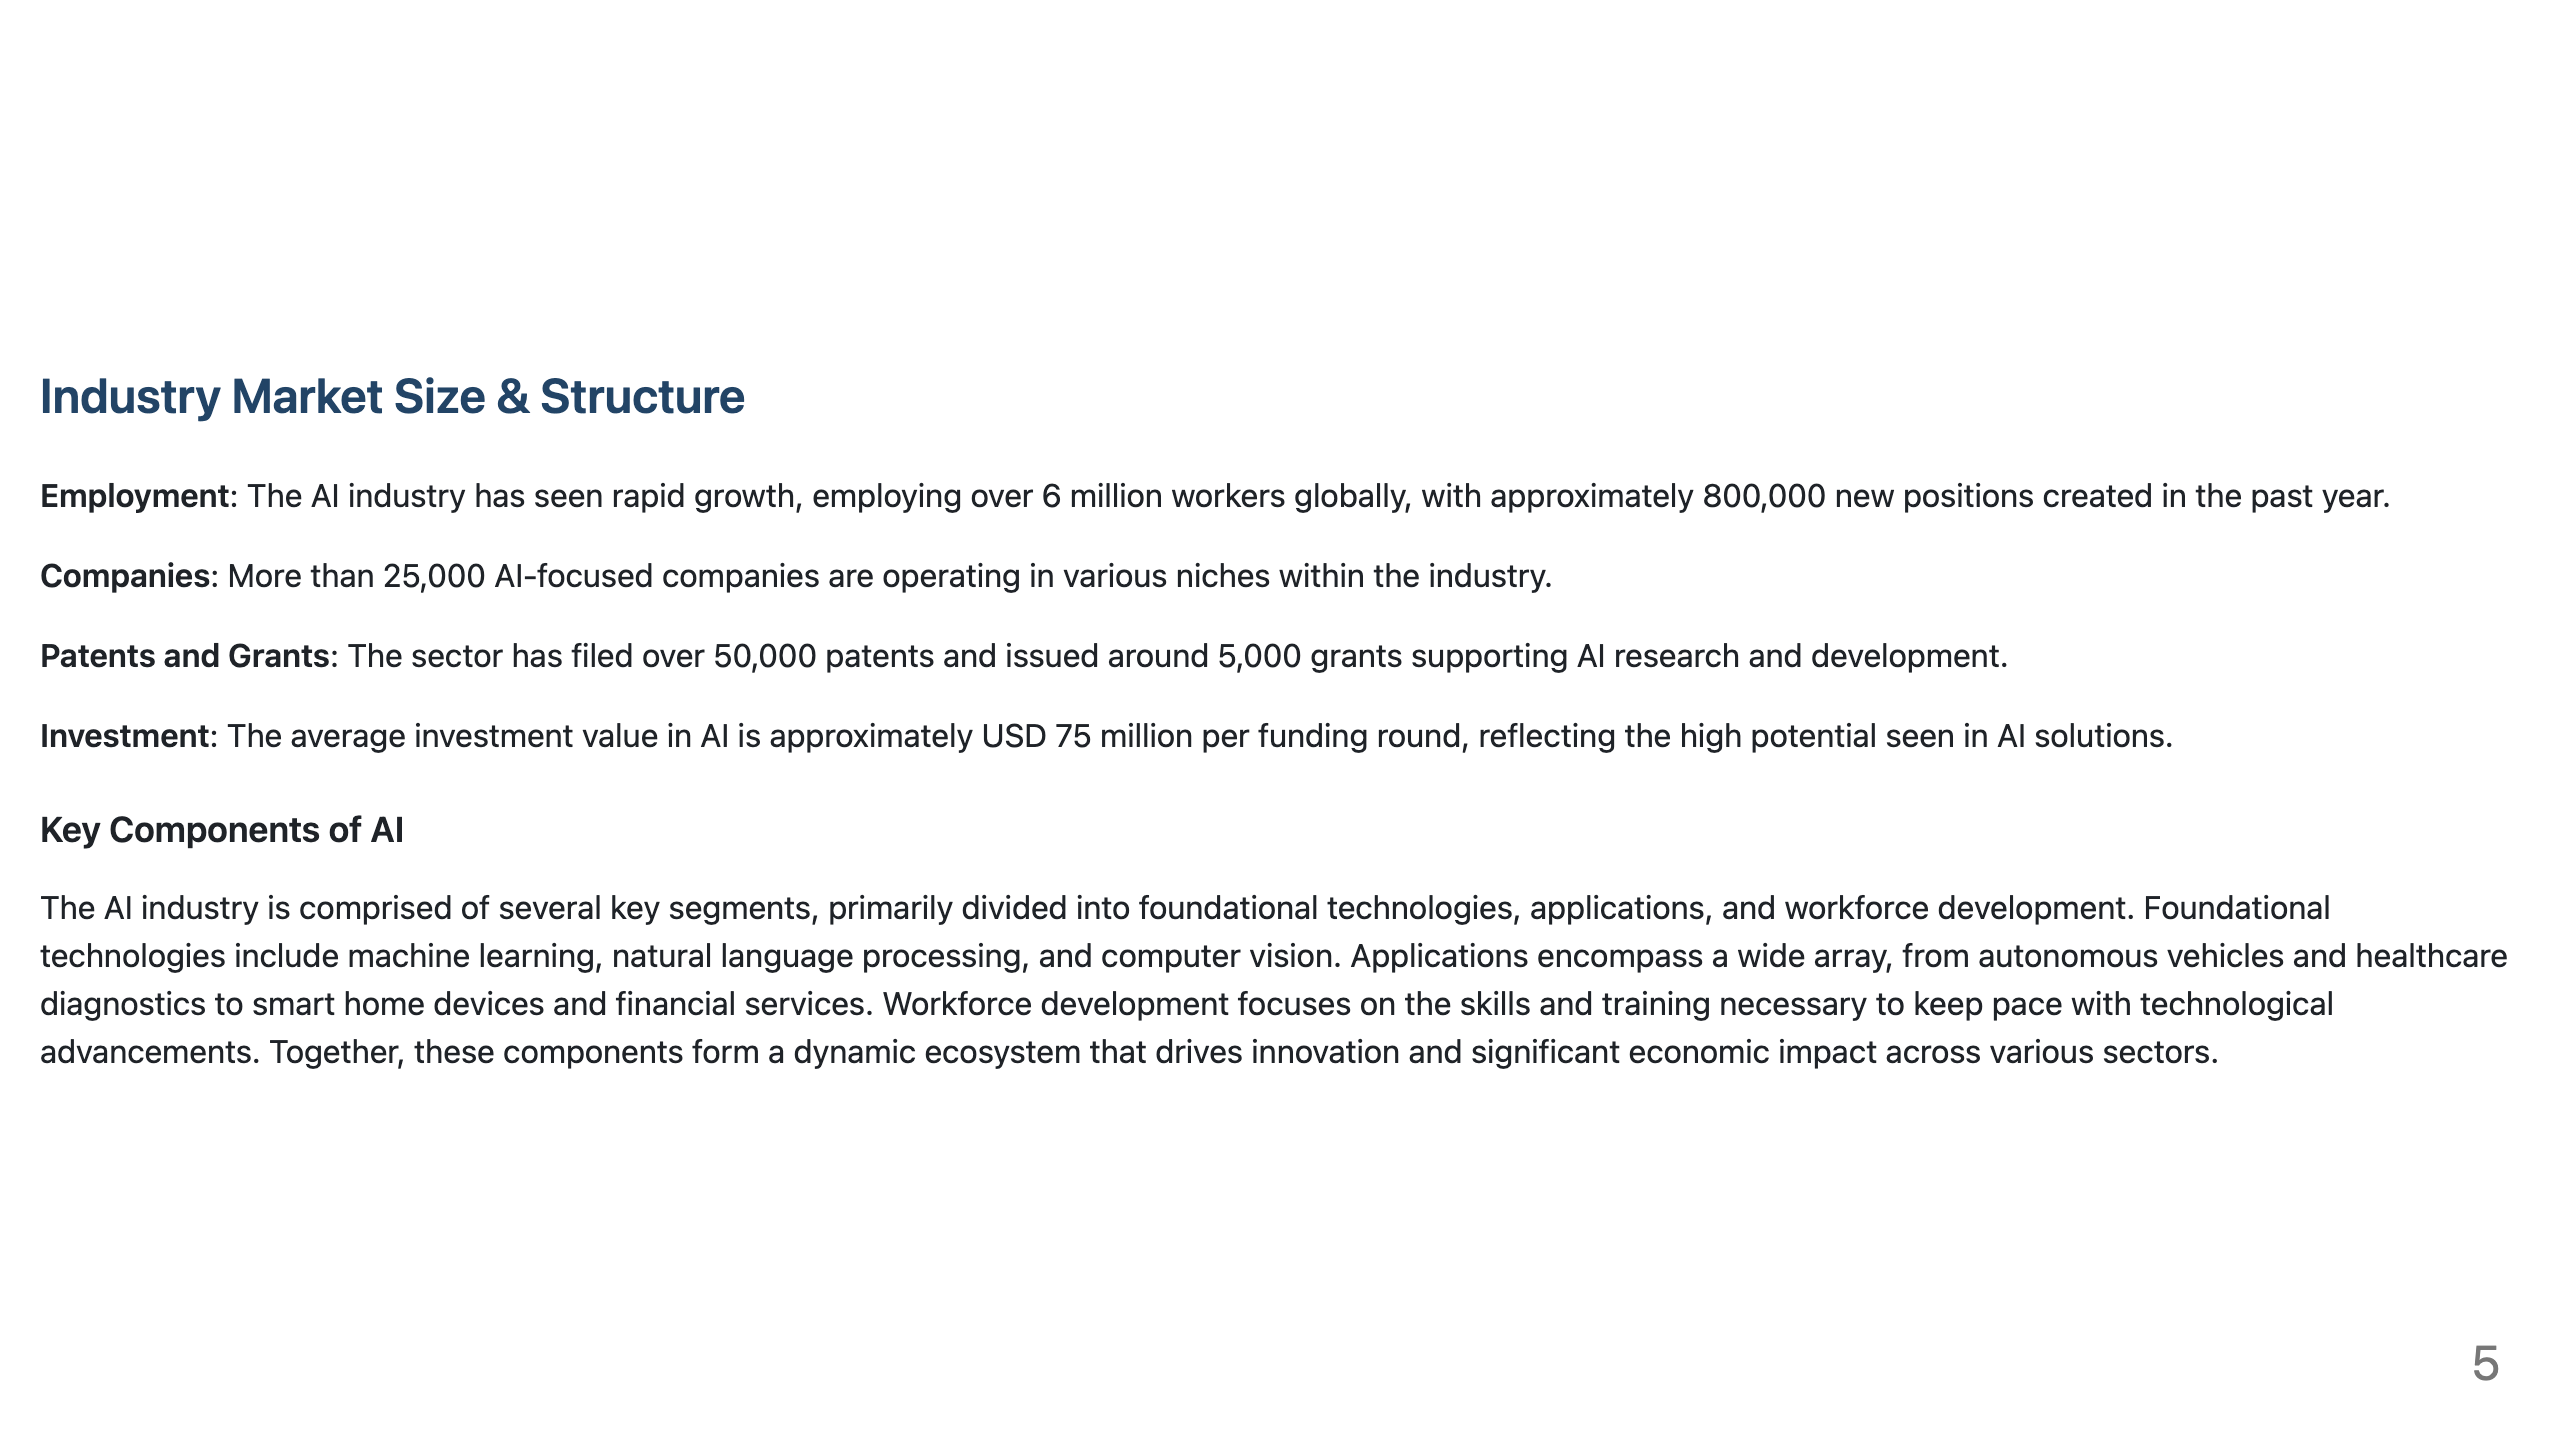 Industry Market Size & Structure
Employment: The AI industry has seen rapid growth, employing over 6 million workers globally, with approximately 800,000 new positions created in the past year.
Companies: More than 25,000 AI-focused companies are operating in various niches within the industry.
Patents and Grants: The sector has filed over 50,000 patents and issued around 5,000 grants supporting AI research and development.
Investment: The average investment value in AI is approximately USD 75 million per funding round, reflecting the high potential seen in AI solutions.
Key Components of AI
The AI industry is comprised of several key segments, primarily divided into foundational technologies, applications, and workforce development. Foundational
technologies include machine learning, natural language processing, and computer vision. Applications encompass a wide array, from autonomous vehicles and healthcare
diagnostics to smart home devices and financial services. Workforce development focuses on the skills and training necessary to keep pace with technological
advancements. Together, these components form a dynamic ecosystem that drives innovation and significant economic impact across various sectors.
5